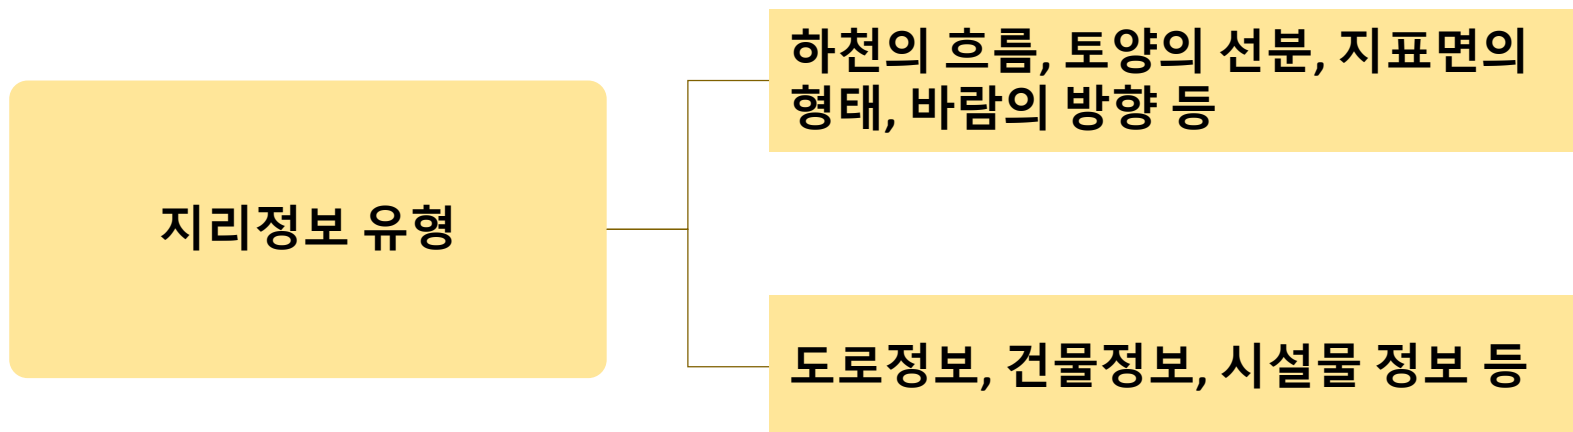 지리정보 유형
하천의 흐름, 토양의 선분, 지표면의
형태, 바람의 방향 등
도로정보, 건물정보, 시설물 정보 등